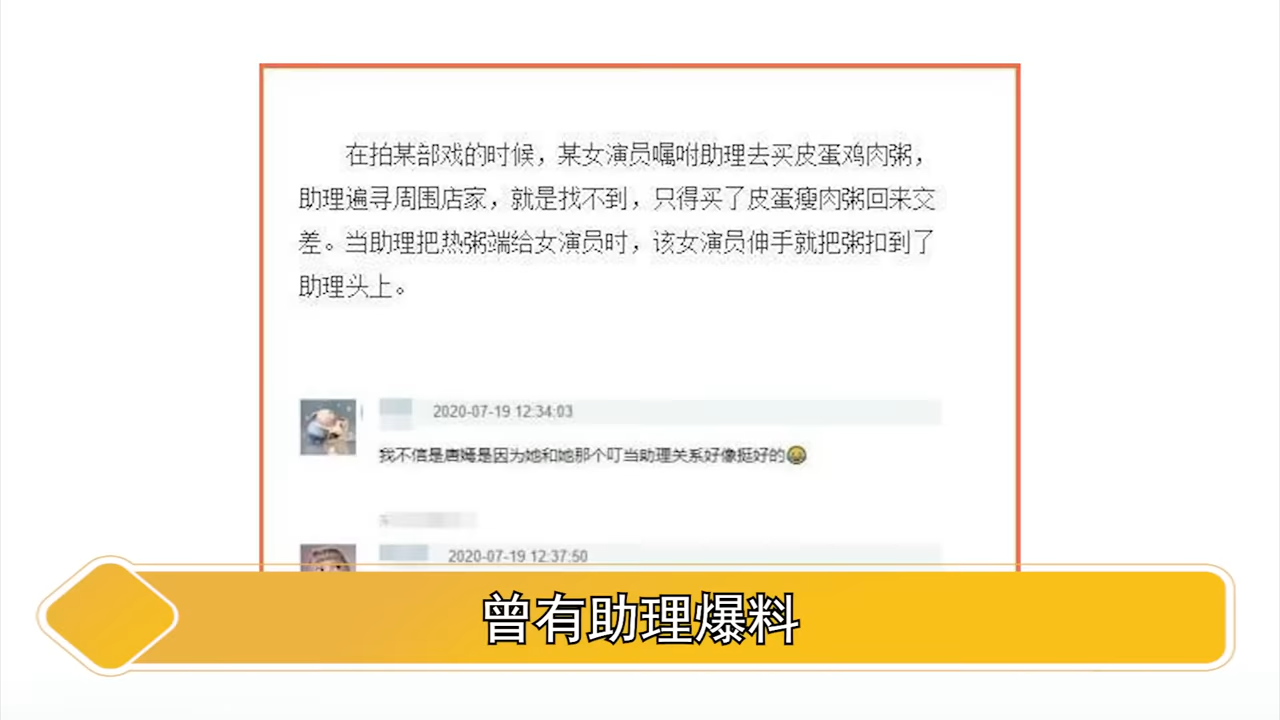 在拍某部戏的时候，某女演员嘱咐助理去买皮蛋鸡肉粥，
助理遍寻周围店家，就是找不到，只得买了皮蛋瘦肉粥回来交
差。当助理把热粥端给女演员时，该女演员伸手就把粥扣到了
助理头上。
2020-07-19 12:34:03
我不信是唐嫣是因为她和她那个叮当助理关系好像挺好的😂
2020-07-19 12:37:50
曾有助理爆料